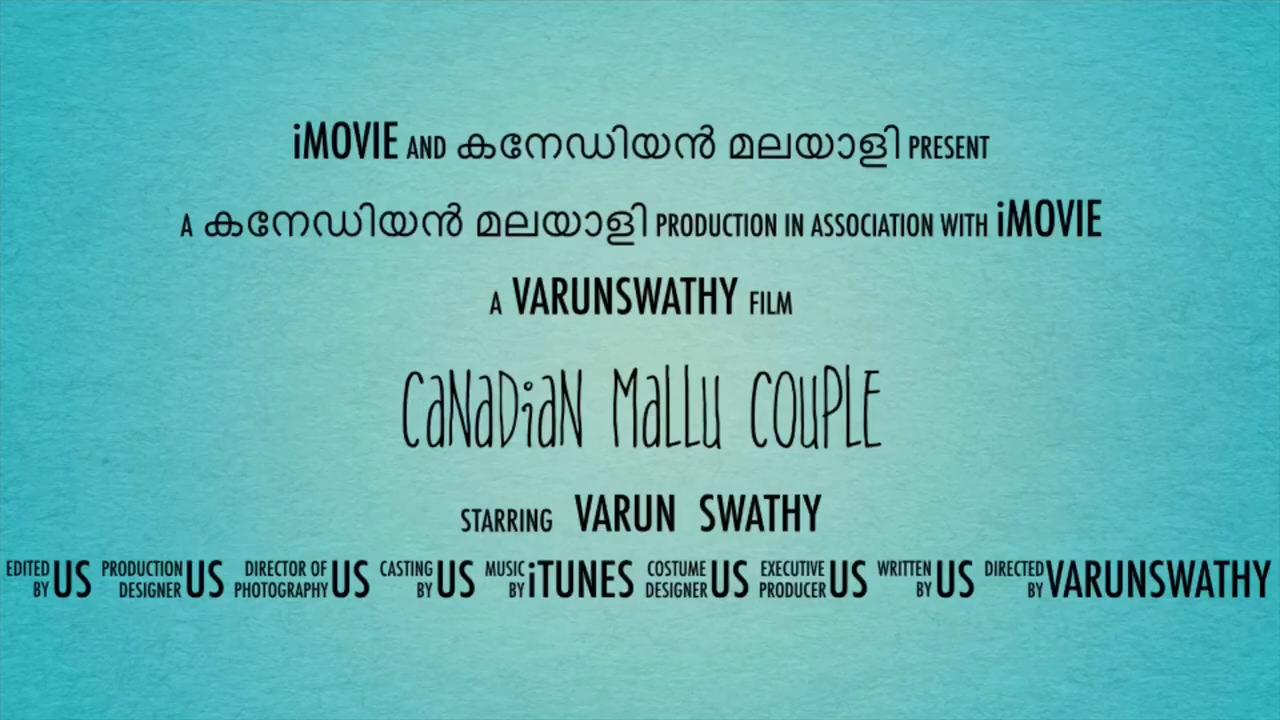 iMOVIE AND കനേഡിയൻ മലയാളി PRESENT
A കനേഡിയൻ മലയാളി PRODUCTION IN ASSOCIATION WITH iMOVIE
A VARUNSWATHY FILM
CaNaDiaN MaLLu COuPLE
STARRING VARUN SWATHY
EDITED BY US PRODUCTION DESIGNER US DIRECTOR OF PHOTOGRAPHY US CASTING BY US MUSIC BY iTUNES COSTUME DESIGNER US EXECUTIVE PRODUCER US WRITTEN BY US DIRECTED BY VARUNSWATHY